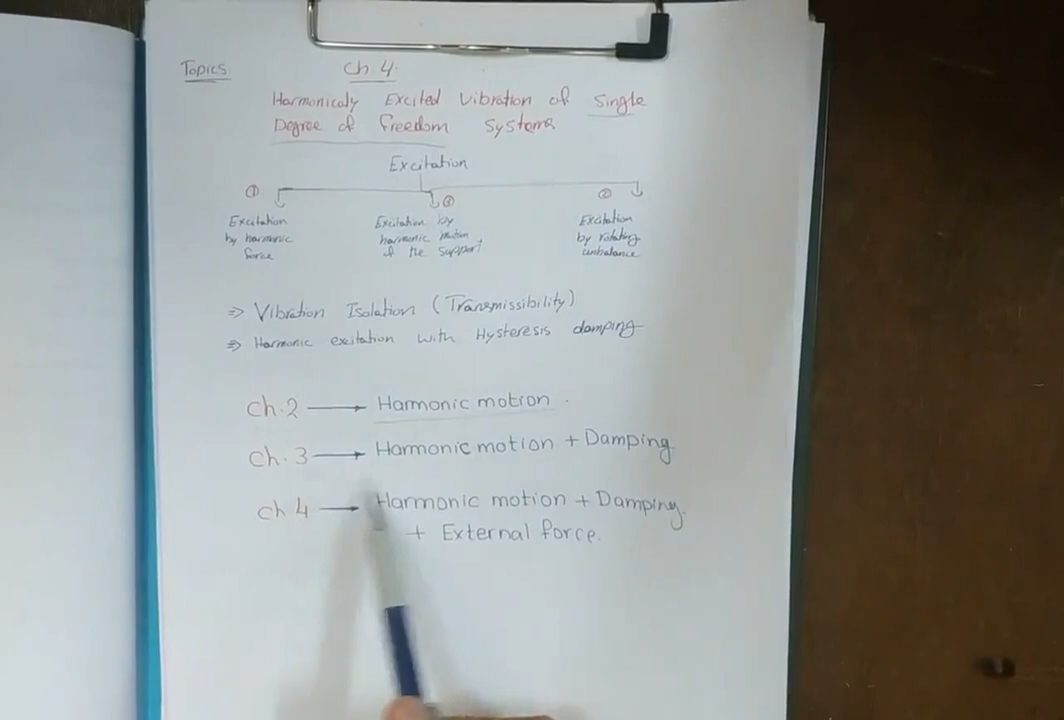 Topics
Ch 4.
Harmonicaly Excited Vibration of Single
Degree of freedom Systems
Excitation
①
Excitation
by harmonic
force
②
Excitation by
harmonic motion
of the support
②
Excitation
by rotating
unbalance
⇒ Vibration Isolation (Transmissibility)
⇒ Harmonic excitation with Hysteresis damping
Ch.2 → Harmonic motion.
Ch.3 → Harmonic motion + Damping
Ch 4 → Harmonic motion + Damping.
+ External force.